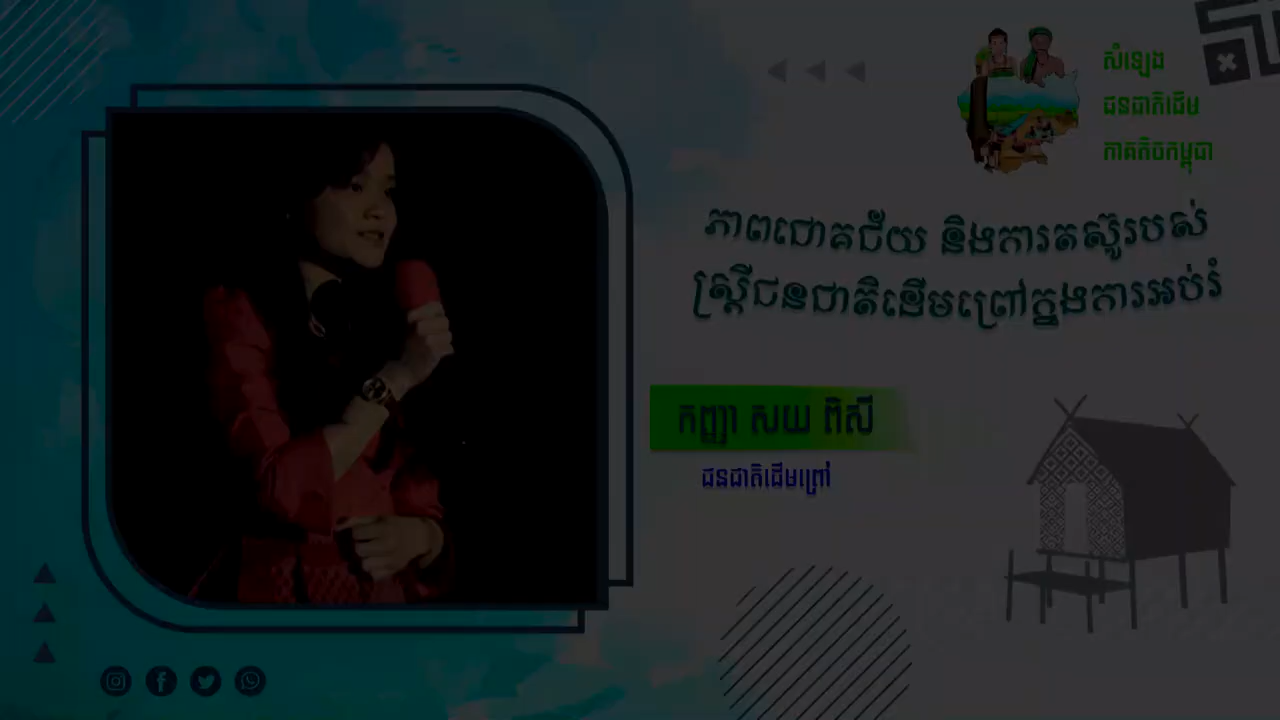 សំឡេង
ជនជាតិដើម
ភាគតិចកម្ពុជា
ភាពជោគជ័យ និងការតស៊ូរបស់
ស្ត្រីជនជាតិដើមព្រៅក្នុងការអប់រំ
កញ្ញា សយ ពិសី
ជនជាតិដើមព្រៅ